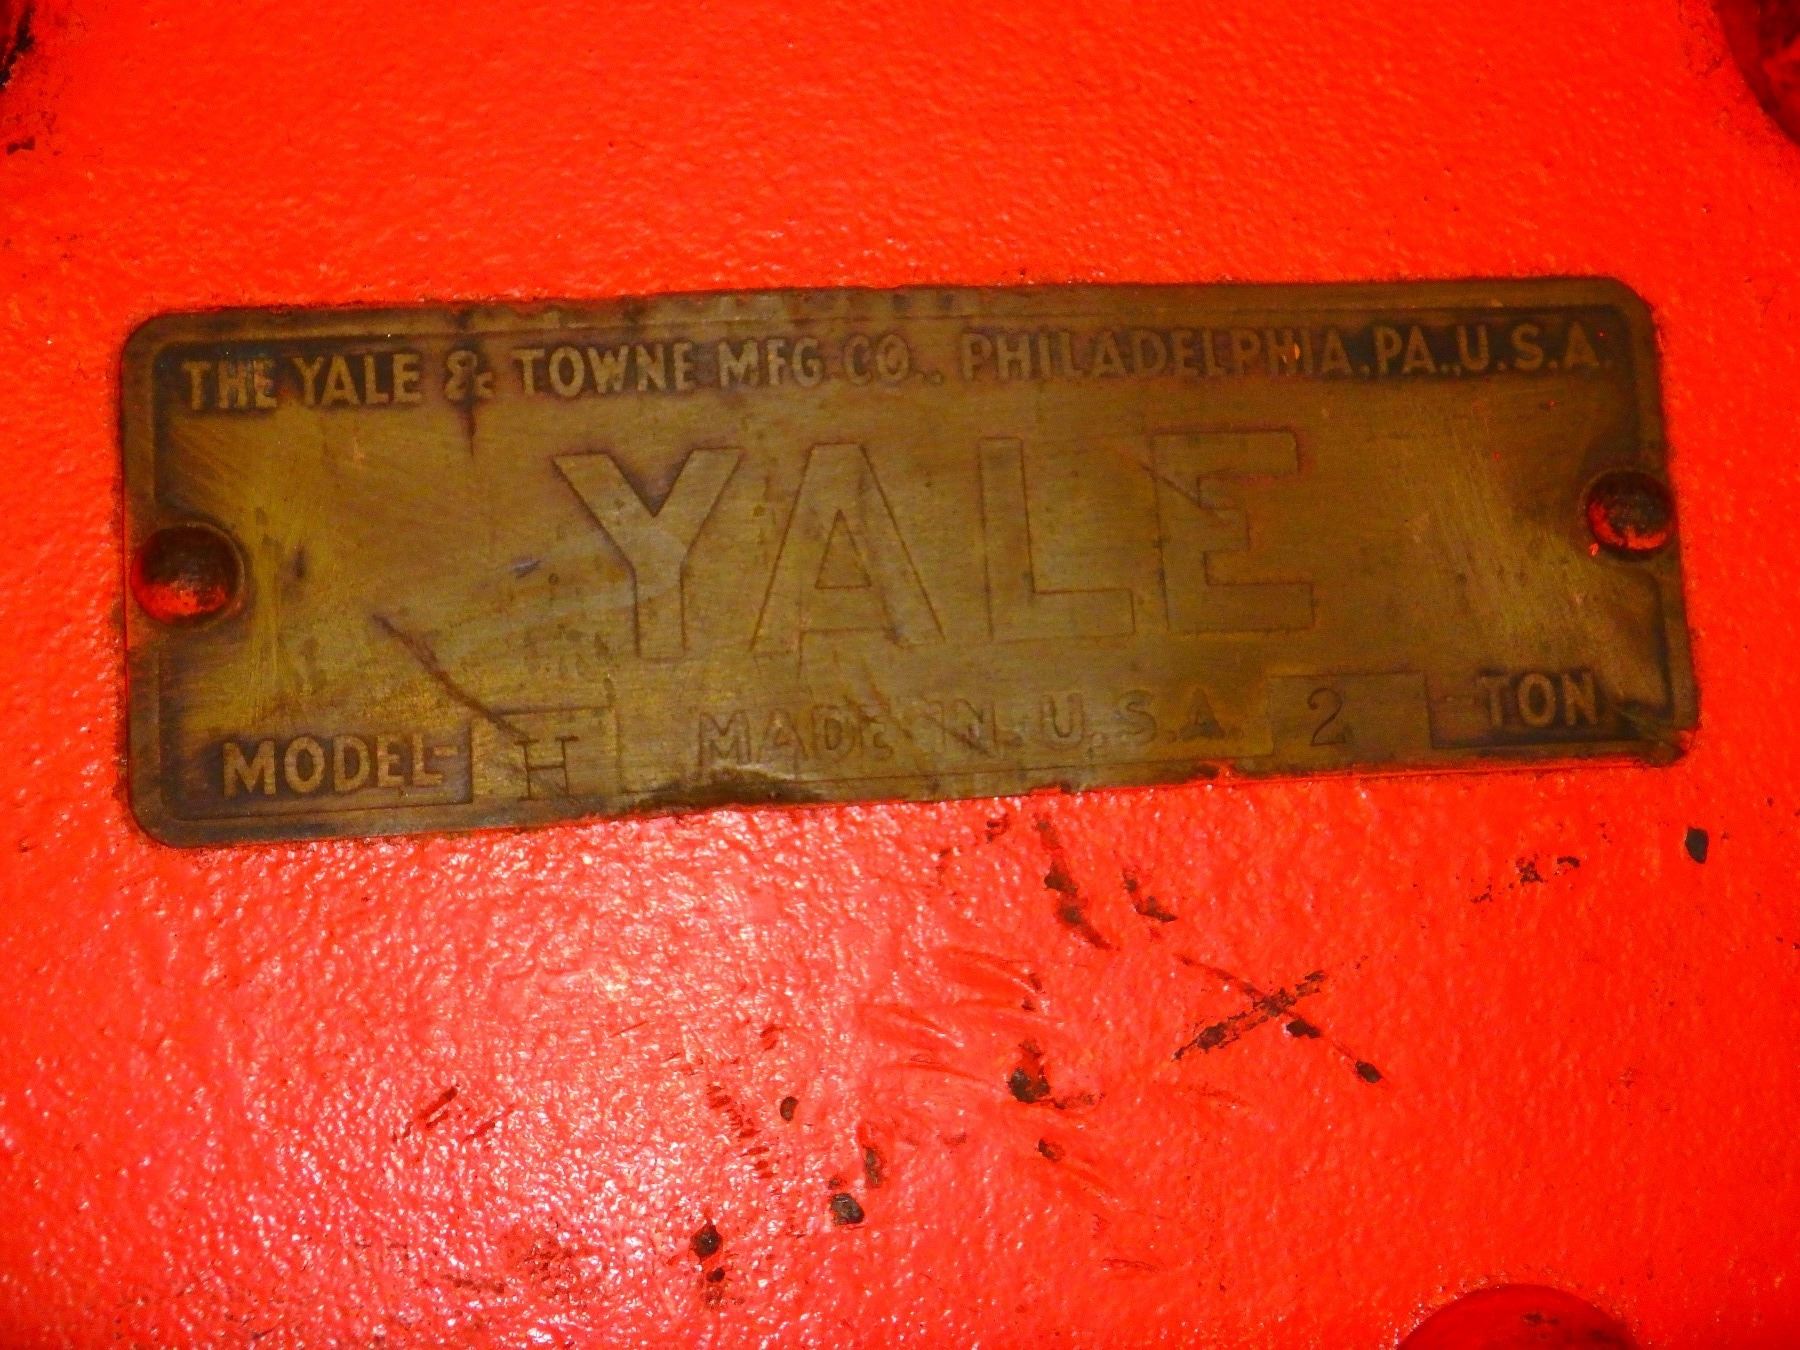 THE YALE & TOWNE MFG. CO., PHILADELPHIA, PA., U.S.A.
YALE
MODEL- H MADE IN U.S.A. 2 TON